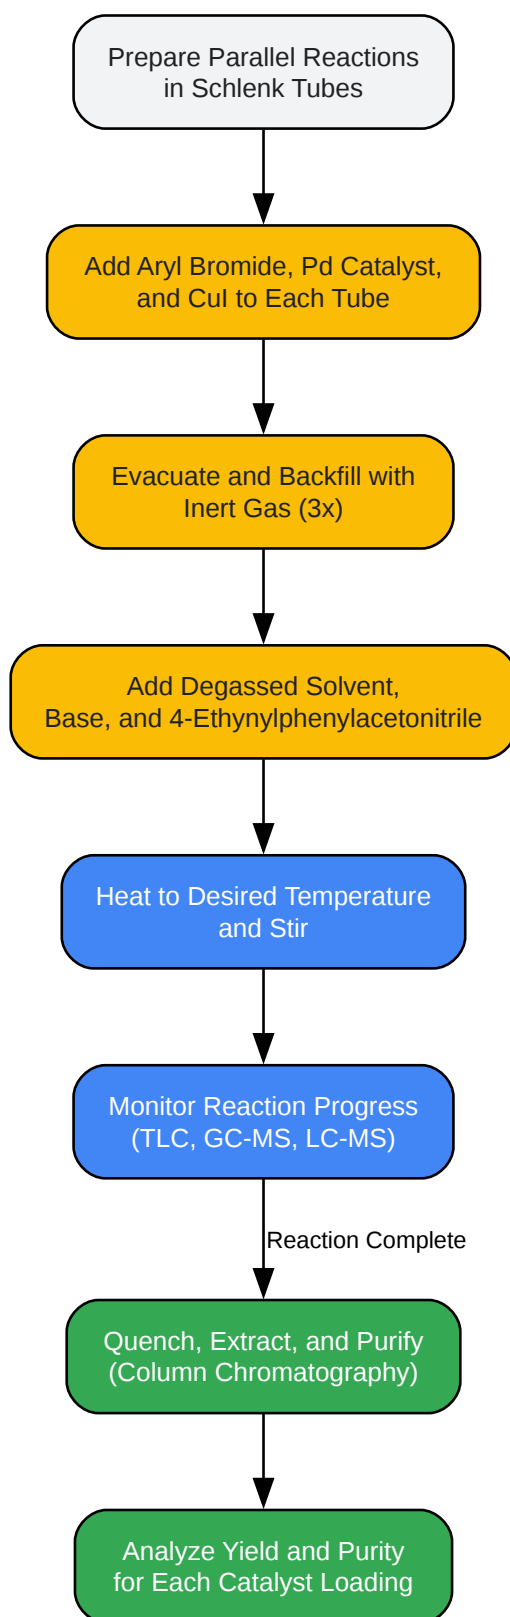 Prepare Parallel Reactions
in Schlenk Tubes
Add Aryl Bromide, Pd Catalyst,
and CuI to Each Tube
Evacuate and Backfill with
Inert Gas (3x)
Add Degassed Solvent,
Base, and 4-Ethynylphenylacetonitrile
Heat to Desired Temperature
and Stir
Monitor Reaction Progress
(TLC, GC-MS, LC-MS)
Reaction Complete
Quench, Extract, and Purify
(Column Chromatography)
Analyze Yield and Purity
for Each Catalyst Loading